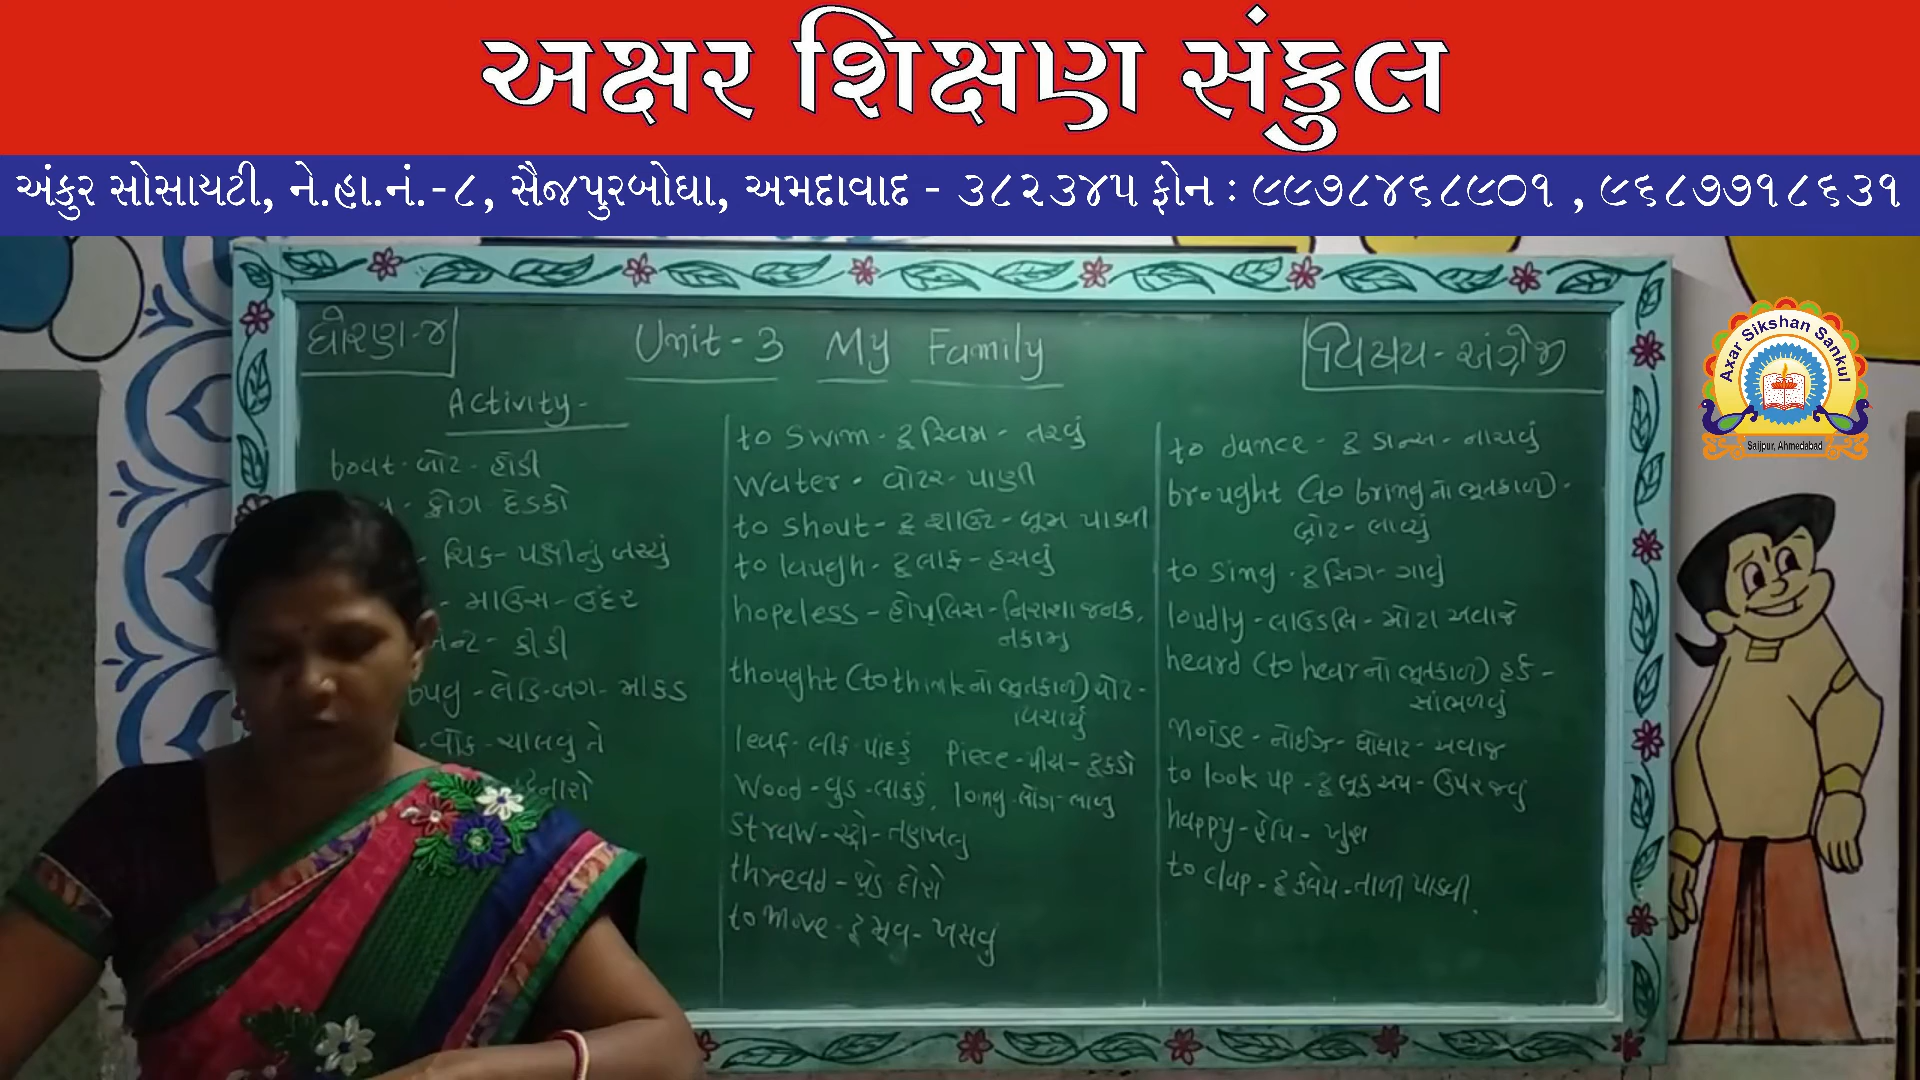 અક્ષર શિક્ષણ સંકુલ
અંકુર સોસાયટી, ને.હા.નં.-૮, સૈજપુરબોઘા, અમદાવાદ - ૩૮૨૩૪૫ ફોન : ૯૯૭૮૪૬૮૯૦૧ , ૯૬૮૭૭૧૮૬૩૧
Axar Sikshan Sankul
Saijpur, Ahmedabad
ધોરણ-૪
Unit - 3 My Family
વિષય - અંગ્રેજી
Activity -
boat - બોટ - હોડી
- ફ્રોગ - દેડકો
- ચિક - પક્ષીનું બચ્ચું
- માઉસ - ઉંદર
- કીડી
bug - લેડિ-બગ - માંકડ
- વોક - ચાલવું તે
to swim - ટૂ સ્વિમ - તરવું
Water - વોટર - પાણી
to shout - ટૂ શાઉટ - બૂમ પાડવી
to laugh - ટૂ લાફ - હસવું
hopeless - હોપલિસ - નિરાશાજનક,
નકામુ
thought (to think નો ભૂતકાળ) થોટ -
વિચાર્યુ
leaf - લીફ - પાંદડું piece - પીસ - ટૂકડો
Wood - વુડ - લાકડું, long - લોંગ - લાંબુ
Straw - સ્ટ્રો - તણખલુ
thread - થ્રેડ - દોરો
to move - ટૂ મૂવ - ખસવું
to dance - ટૂ ડાન્સ - નાચવું
brought (to bring નો ભૂતકાળ) -
બ્રોટ - લાવ્યું
to sing - ટૂ સિંગ - ગાવું
loudly - લાઉડલિ - મોટા અવાજે
heard (to hear નો ભૂતકાળ) હર્ડ -
સાંભળવું
noise - નોઈઝ - ઘોંઘાટ - અવાજ
to look up - ટૂ લૂક અપ - ઉપર જોવુ
happy - હેપિ - ખુશ
to clap - ટૂ ક્લેપ - તાળી પાડવી.